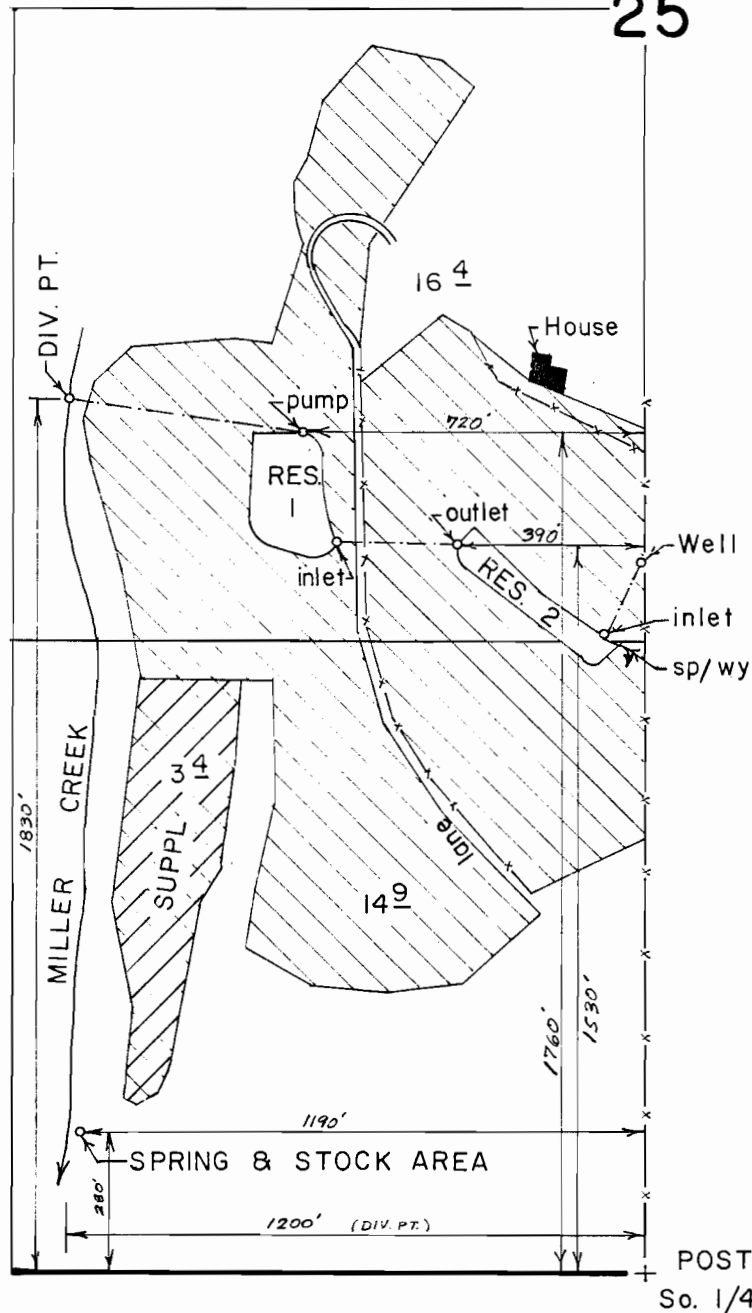 25
DIV. PT.
16 4
House
pump
720'
RES.
1
outlet
390'
Well
inlet
RES. 2
inlet
sp/wy
1830'
MILLER CREEK
3 4
SUPPL
lane
14 9
1760'
1530'
1190'
SPRING & STOCK AREA
280'
1200' (DIV. PT.)
POST
So. 1/4